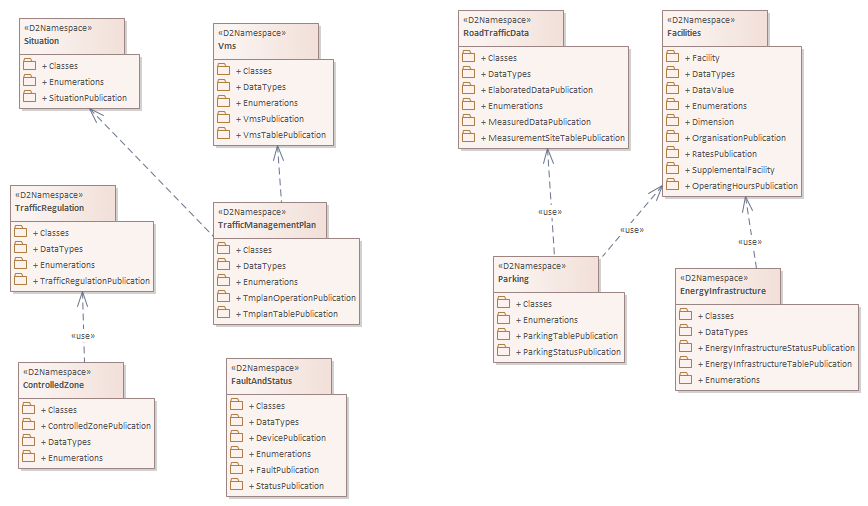 «D2Namespace»
Situation
+ Classes
+ Enumerations
+ SituationPublication
«D2Namespace»
Vms
+ Classes
+ DataTypes
+ Enumerations
+ VmsPublication
+ VmsTablePublication
«D2Namespace»
RoadTrafficData
+ Classes
+ DataTypes
+ ElaboratedDataPublication
+ Enumerations
+ MeasuredDataPublication
+ MeasurementSiteTablePublication
«D2Namespace»
Facilities
+ Facility
+ DataTypes
+ DataValue
+ Enumerations
+ Dimension
+ OrganisationPublication
+ RatesPublication
+ SupplementalFacility
+ OperatingHoursPublication
«D2Namespace»
TrafficRegulation
+ Classes
+ DataTypes
+ Enumerations
+ TrafficRegulationPublication
«D2Namespace»
TrafficManagementPlan
+ Classes
+ DataTypes
+ Enumerations
+ TmplanOperationPublication
+ TmplanTablePublication
«use»
«use»
«use»
«D2Namespace»
Parking
+ Classes
+ Enumerations
+ ParkingTablePublication
+ ParkingStatusPublication
«D2Namespace»
EnergyInfrastructure
+ Classes
+ DataTypes
+ EnergyInfrastructureStatusPublication
+ EnergyInfrastructureTablePublication
+ Enumerations
«use»
«D2Namespace»
ControlledZone
+ Classes
+ ControlledZonePublication
+ DataTypes
+ Enumerations
«D2Namespace»
FaultAndStatus
+ Classes
+ DataTypes
+ DevicePublication
+ Enumerations
+ FaultPublication
+ StatusPublication